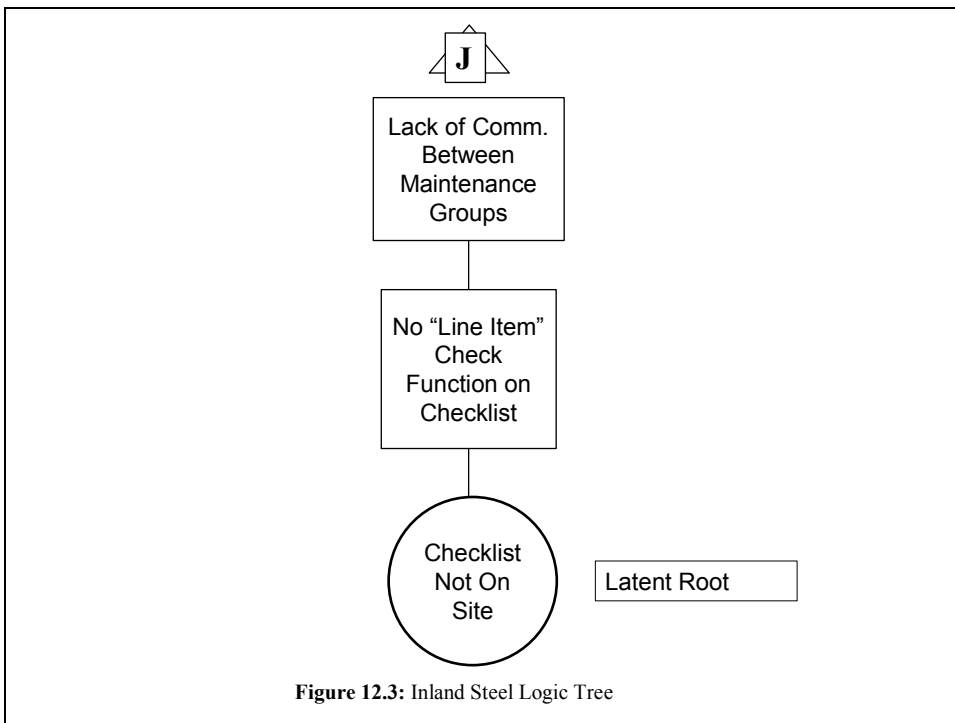 J
Lack of Comm.
Between
Maintenance
Groups
No “Line Item”
Check
Function on
Checklist
Checklist
Not On
Site
Latent Root
Figure 12.3: Inland Steel Logic Tree